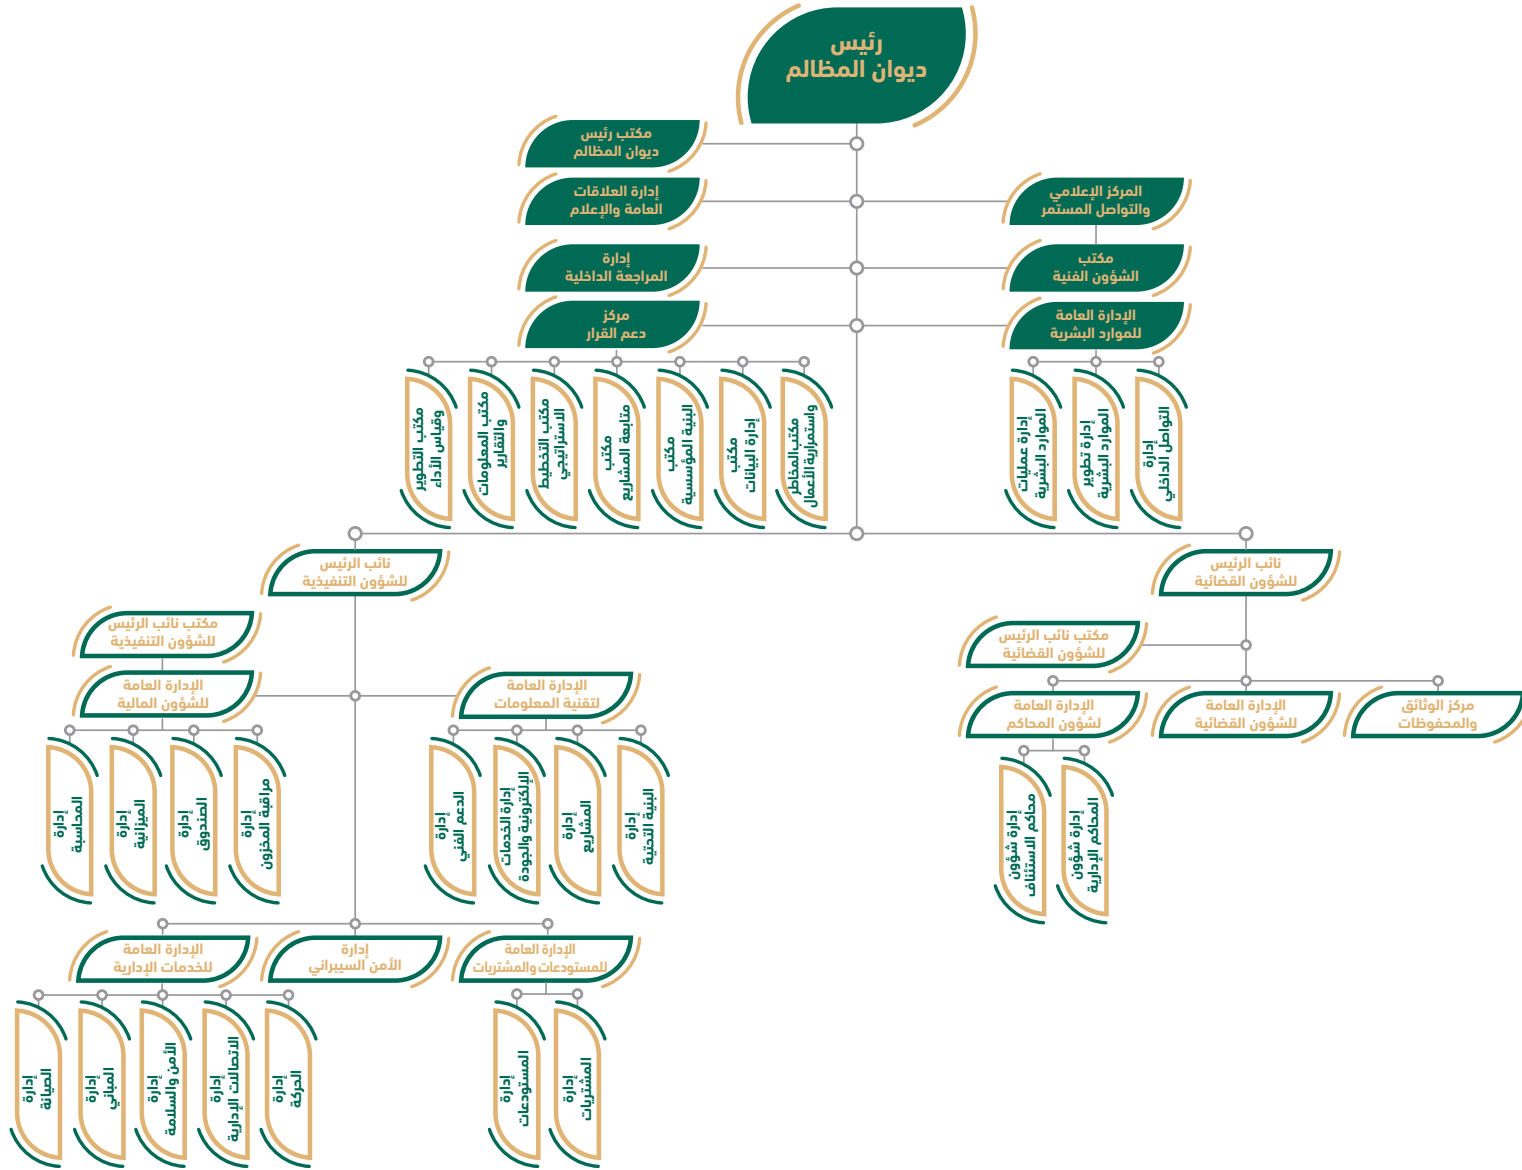 رئيس
ديوان المظالم
مكتب رئيس
ديوان المظالم
المركز الإعلامي
والتواصل المستمر
إدارة العلاقات
العامة والإعلام
مكتب
الشؤون الفنية
إدارة
المراجعة الداخلية
الإدارة العامة
للموارد البشرية
مركز
دعم القرار
إدارة
التواصل الداخلي
إدارة تطوير
الموارد البشرية
إدارة عمليات
الموارد البشرية
مكتب المخاطر
واستمرارية الأعمال
مكتب
إدارة البيانات
مكتب
البنية المؤسسية
مكتب
متابعة المشاريع
مكتب التخطيط
الاستراتيجي
مكتب المعلومات
والتقارير
مكتب التطوير
وقياس الأداء
نائب الرئيس
للشؤون القضائية
نائب الرئيس
للشؤون التنفيذية
مكتب نائب الرئيس
للشؤون القضائية
مركز الوثائق
والمحفوظات
الإدارة العامة
للشؤون القضائية
الإدارة العامة
لشؤون المحاكم
إدارة شؤون
المحاكم الإدارية
إدارة شؤون
محاكم الاستئناف
مكتب نائب الرئيس
للشؤون التنفيذية
الإدارة العامة
لتقنية المعلومات
الإدارة العامة
للشؤون المالية
إدارة
البنية التحتية
إدارة
المشاريع
إدارة الخدمات
الإلكترونية والجودة
إدارة
الدعم الفني
إدارة
مراقبة المخزون
إدارة
الصندوق
إدارة
الميزانية
إدارة
المحاسبة
الإدارة العامة
للمستودعات والمشتريات
إدارة
الأمن السيبراني
الإدارة العامة
للخدمات الإدارية
إدارة
المشتريات
إدارة
المستودعات
إدارة
الحركة
إدارة
الاتصالات الإدارية
إدارة
الأمن والسلامة
إدارة
المباني
إدارة
الصيانة